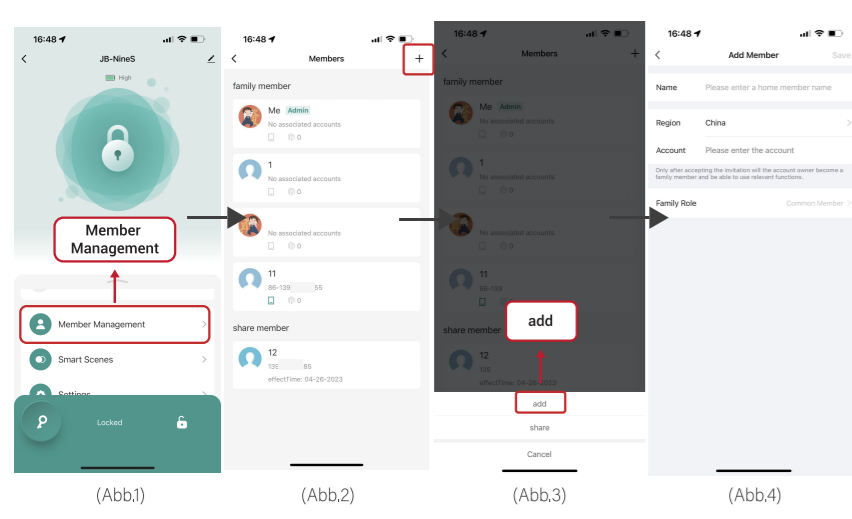 16:48
JB-NineS
High
Member
Management
Member Management
Smart Scenes
Settings
Locked
(Abb.1)
16:48
Members
+
family member
Me Admin
No associated accounts
0
1
No associated accounts
0
No associated accounts
0
11
86-139 55
0
share member
12
135 85
effectTime: 04-26-2023
(Abb.2)
16:48
Members
+
family member
Me Admin
No associated accounts
0
1
No associated accounts
0
No associated accounts
0
11
86-139
0
share member
add
12
135
effectTime: 04-26-2023
add
share
Cancel
(Abb.3)
16:48
Add Member Save
Name Please enter a home member name
Region China
Account Please enter the account
Only after accepting the invitation will the account owner become a
family member and be able to use relevant functions.
Family Role Common Member
(Abb.4)